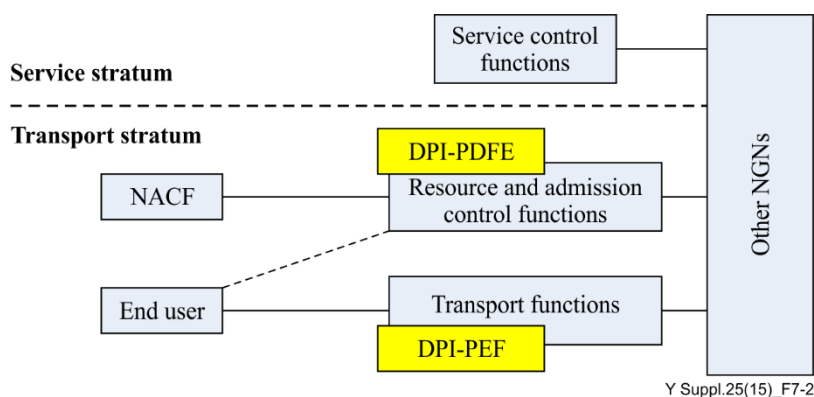 Service control
functions
Service stratum
Transport stratum
DPI-PDFE
NACF
Resource and admission
control functions
Other NGNs
End user
Transport functions
DPI-PEF
Y Suppl.25(15)_F7-2